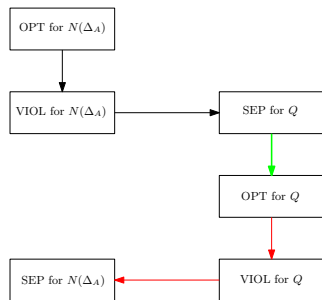 OPT for N(Δ_A)
VIOL for N(Δ_A)
SEP for Q
OPT for Q
SEP for N(Δ_A)
VIOL for Q